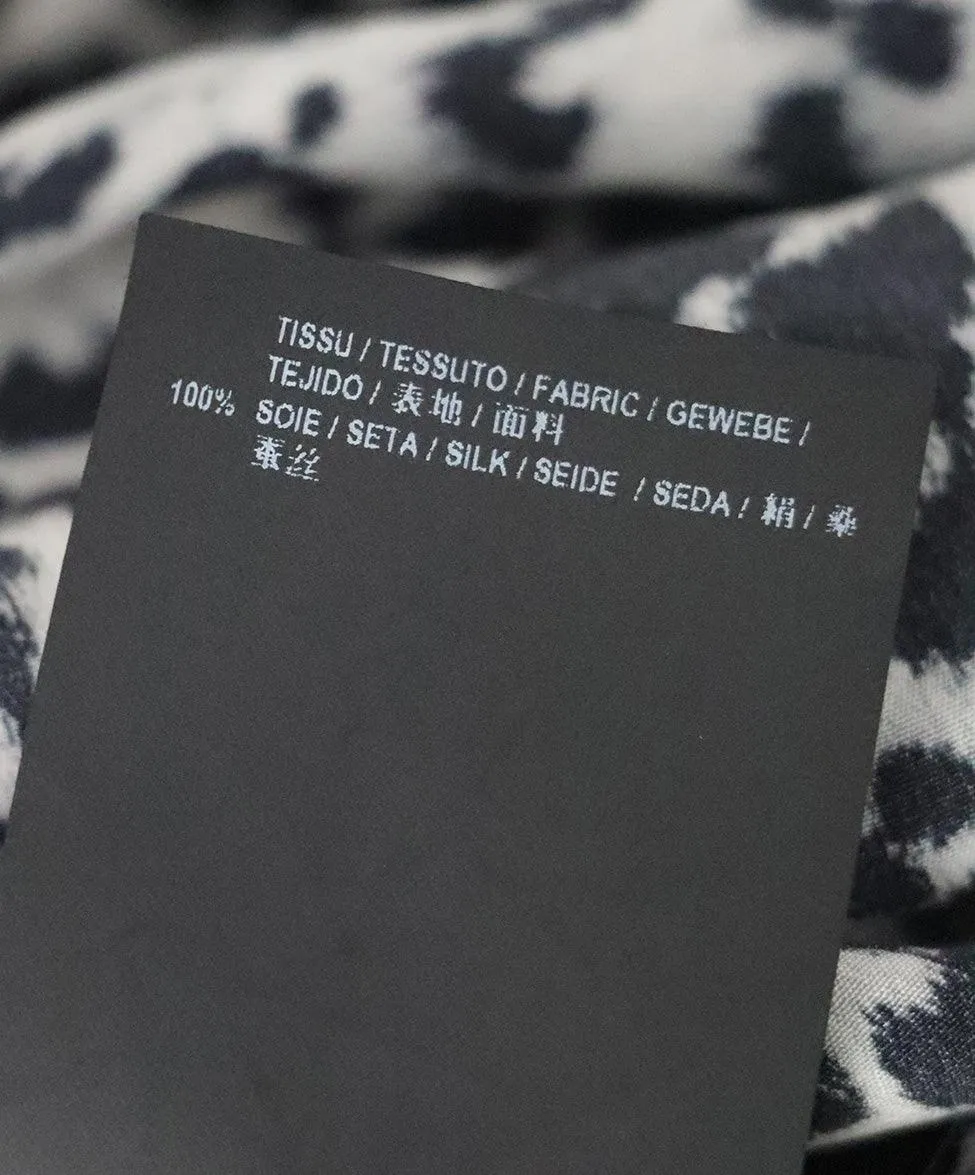 TISSU / TESSUTO / FABRIC / GEWEBE /
TEJIDO / 表地 / 面料
100% SOIE / SETA / SILK / SEIDE / SEDA / 絹 / 桑
蚕丝